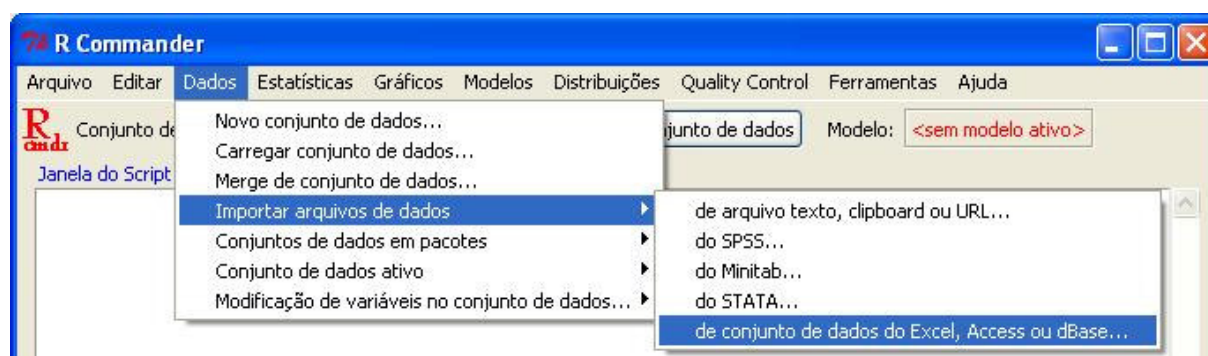 R Commander
Arquivo Editar Dados Estatísticas Gráficos Modelos Distribuições Quality Control Ferramentas Ajuda
R cmdr Conjunto de junto de dados Modelo: <sem modelo ativo>
Janela do Script
Novo conjunto de dados...
Carregar conjunto de dados...
Merge de conjunto de dados...
Importar arquivos de dados
Conjuntos de dados em pacotes
Conjunto de dados ativo
Modificação de variáveis no conjunto de dados...
de arquivo texto, clipboard ou URL...
do SPSS...
do Minitab...
do STATA...
de conjunto de dados do Excel, Access ou dBase...